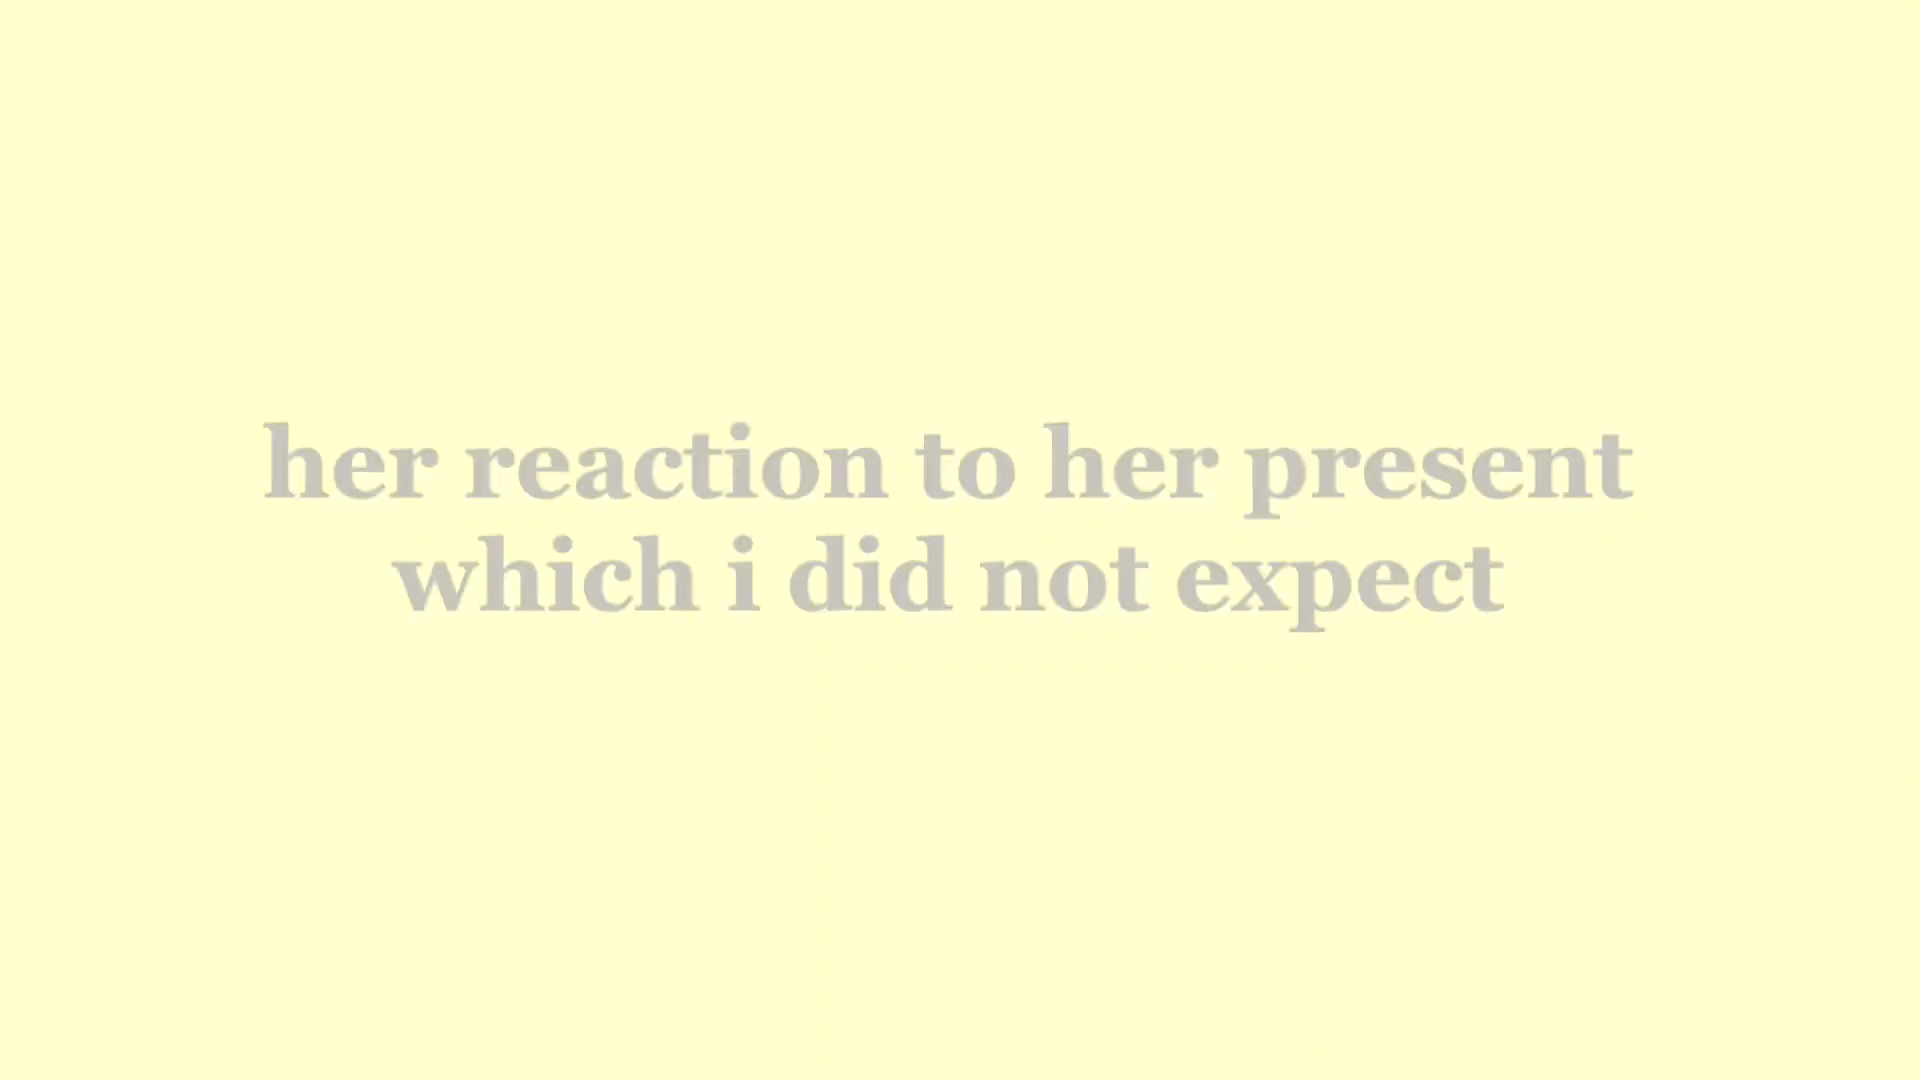 her reaction to her present
which i did not expect